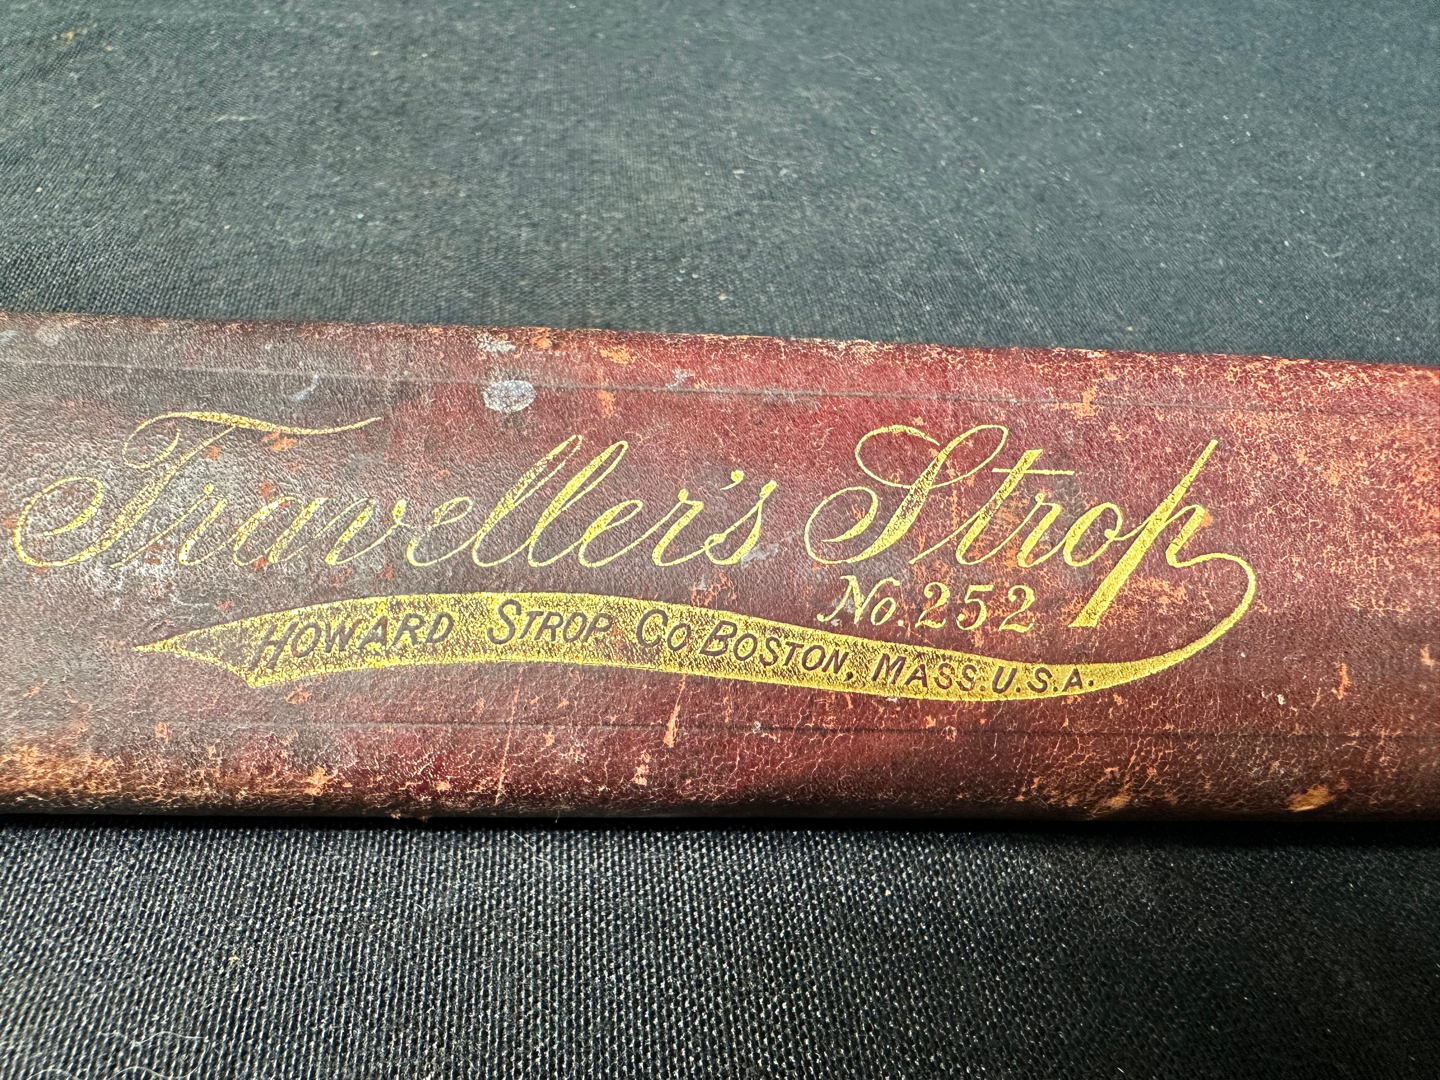 Traveller's Strop
No. 252
HOWARD STROP CO BOSTON, MASS. U.S.A.